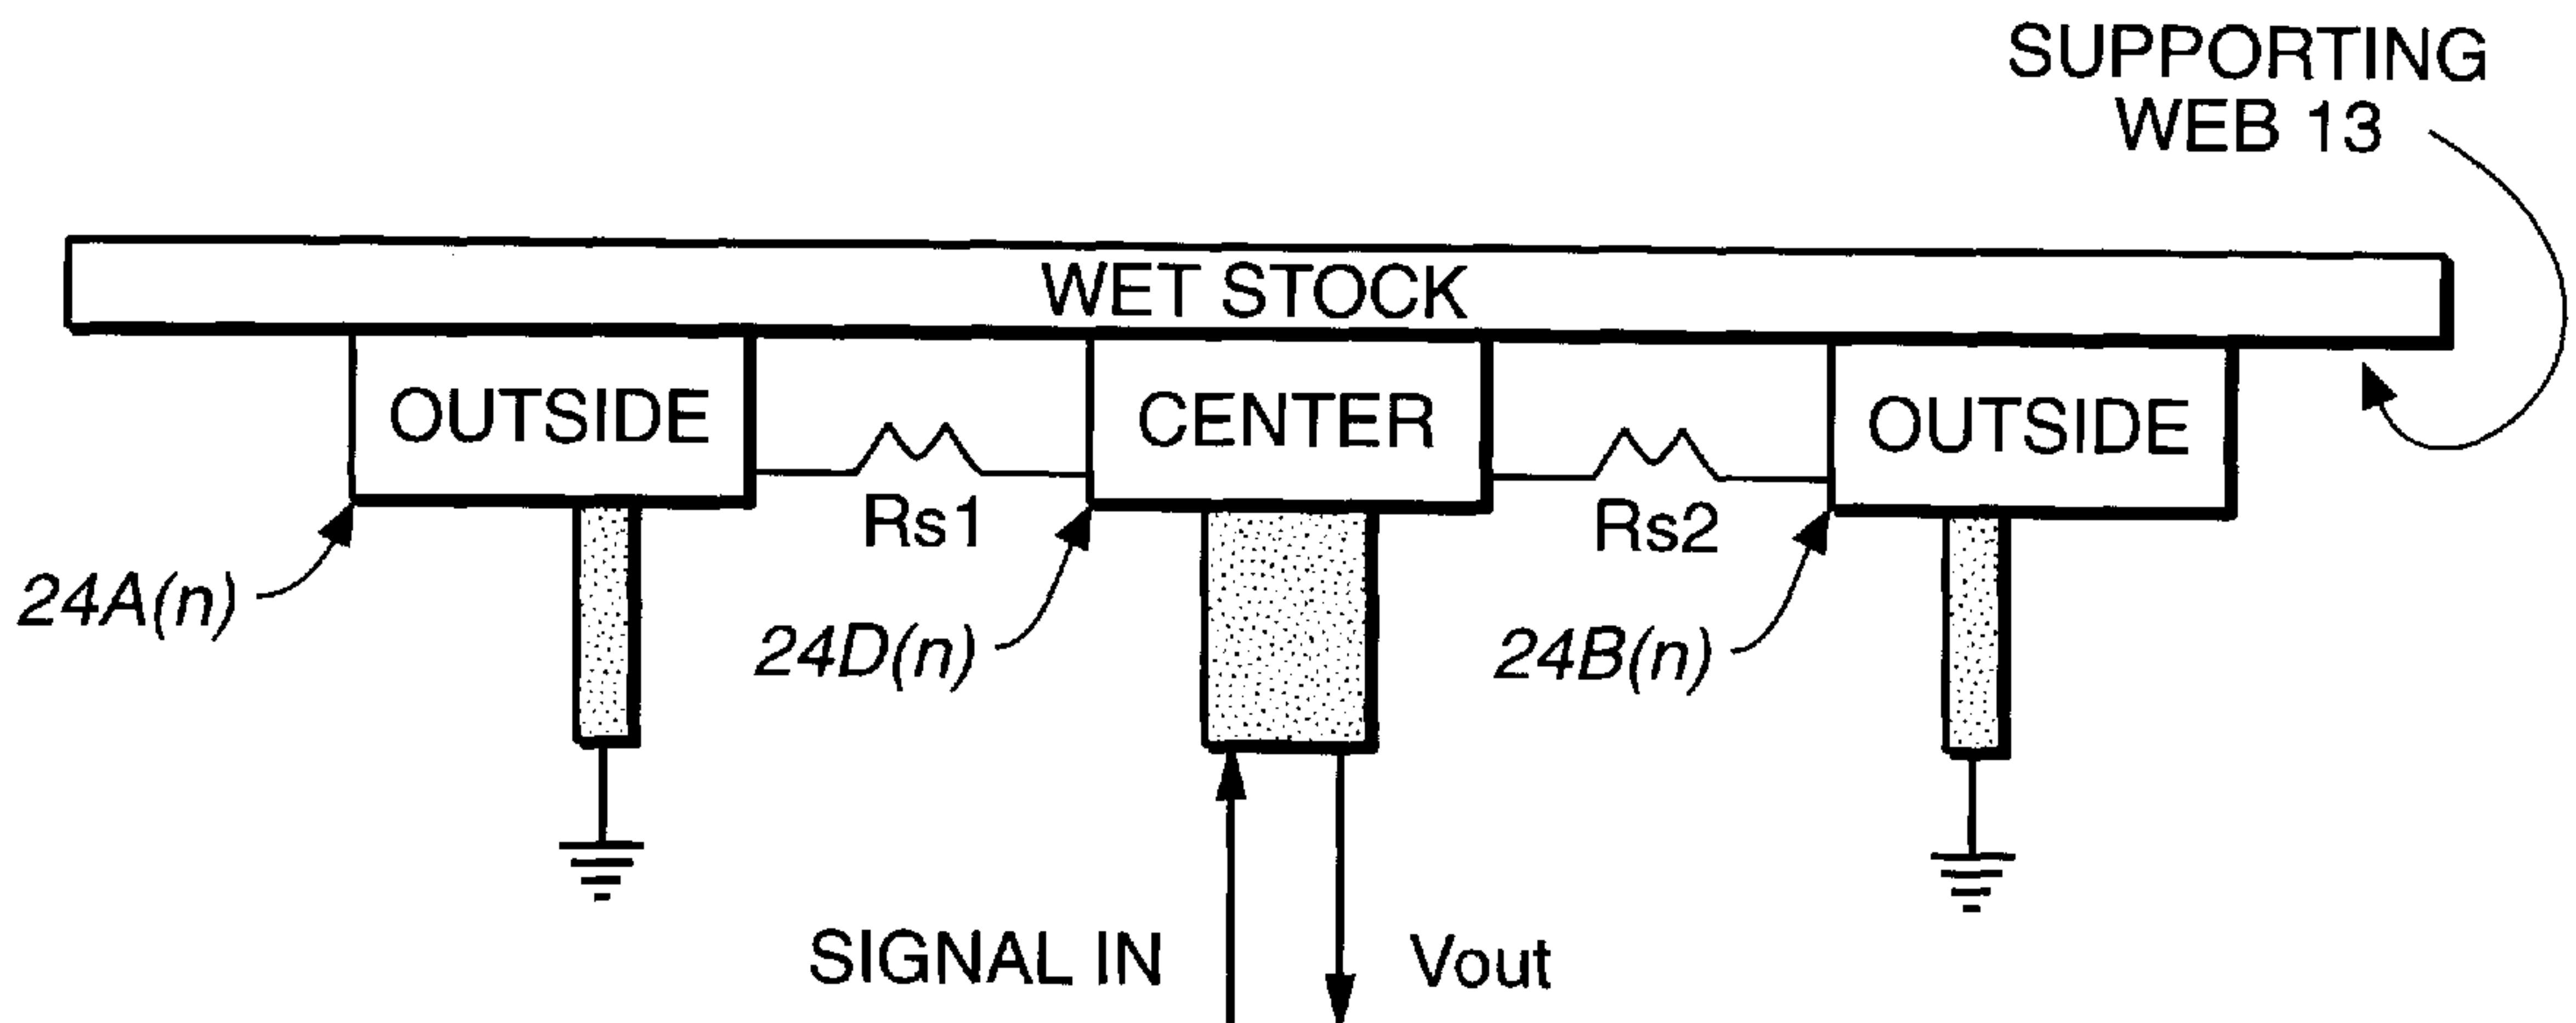 SUPPORTING
WEB 13
WET STOCK
OUTSIDE
CENTER
OUTSIDE
Rs1
Rs2
24A(n)
24D(n)
24B(n)
SIGNAL IN
Vout